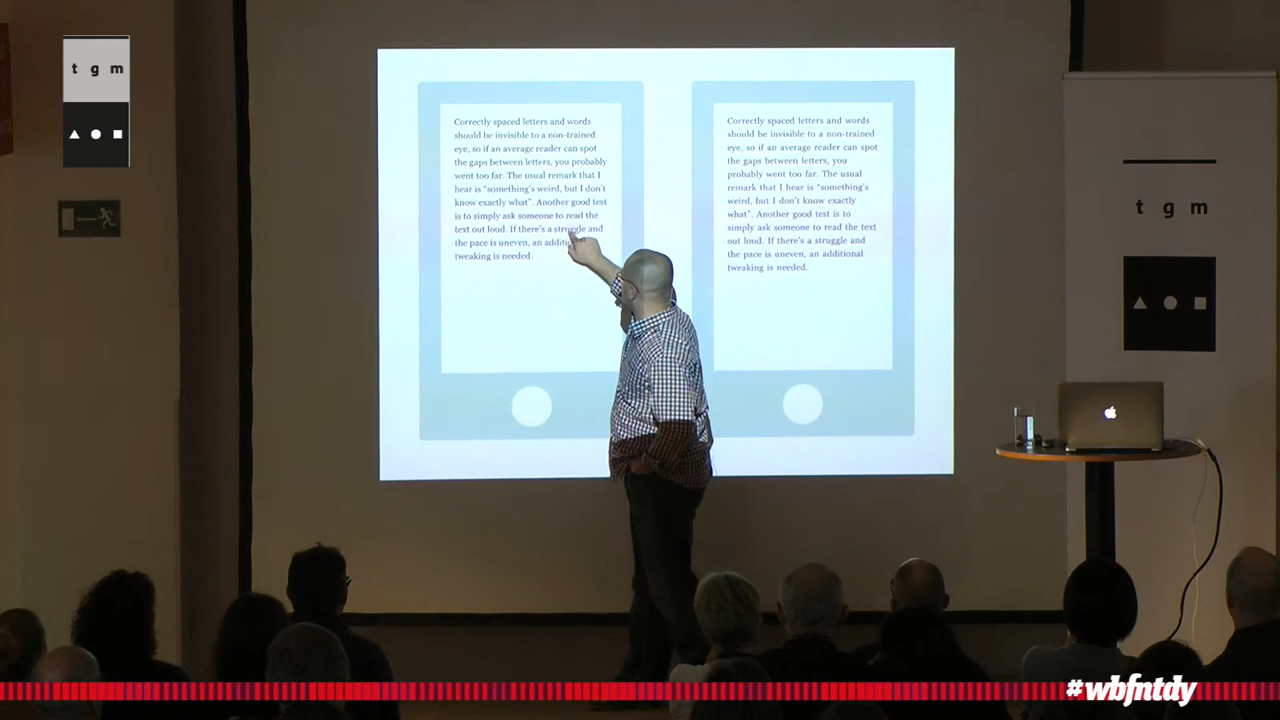 t g m
Correctly spaced letters and words
should be invisible to a non-trained
eye, so if an average reader can spot
the gaps between letters, you probably
went too far. The usual remark that I
hear is “something’s weird, but I don’t
know exactly what”. Another good test
is to simply ask someone to read the
text out loud. If there’s a struggle and
the pace is uneven, an
tweaking is needed.
Correctly spaced letters and words
should be invisible to a non-trained
eye, so if an average reader can spot
the gaps between letters, you
probably went too far. The usual
remark that I hear is “something’s
weird, but I don’t know exactly
what”. Another good test is to
simply ask someone to read the text
out loud. If there’s a struggle and
the pace is uneven, an additional
tweaking is needed.
t g m
#wbfntdy